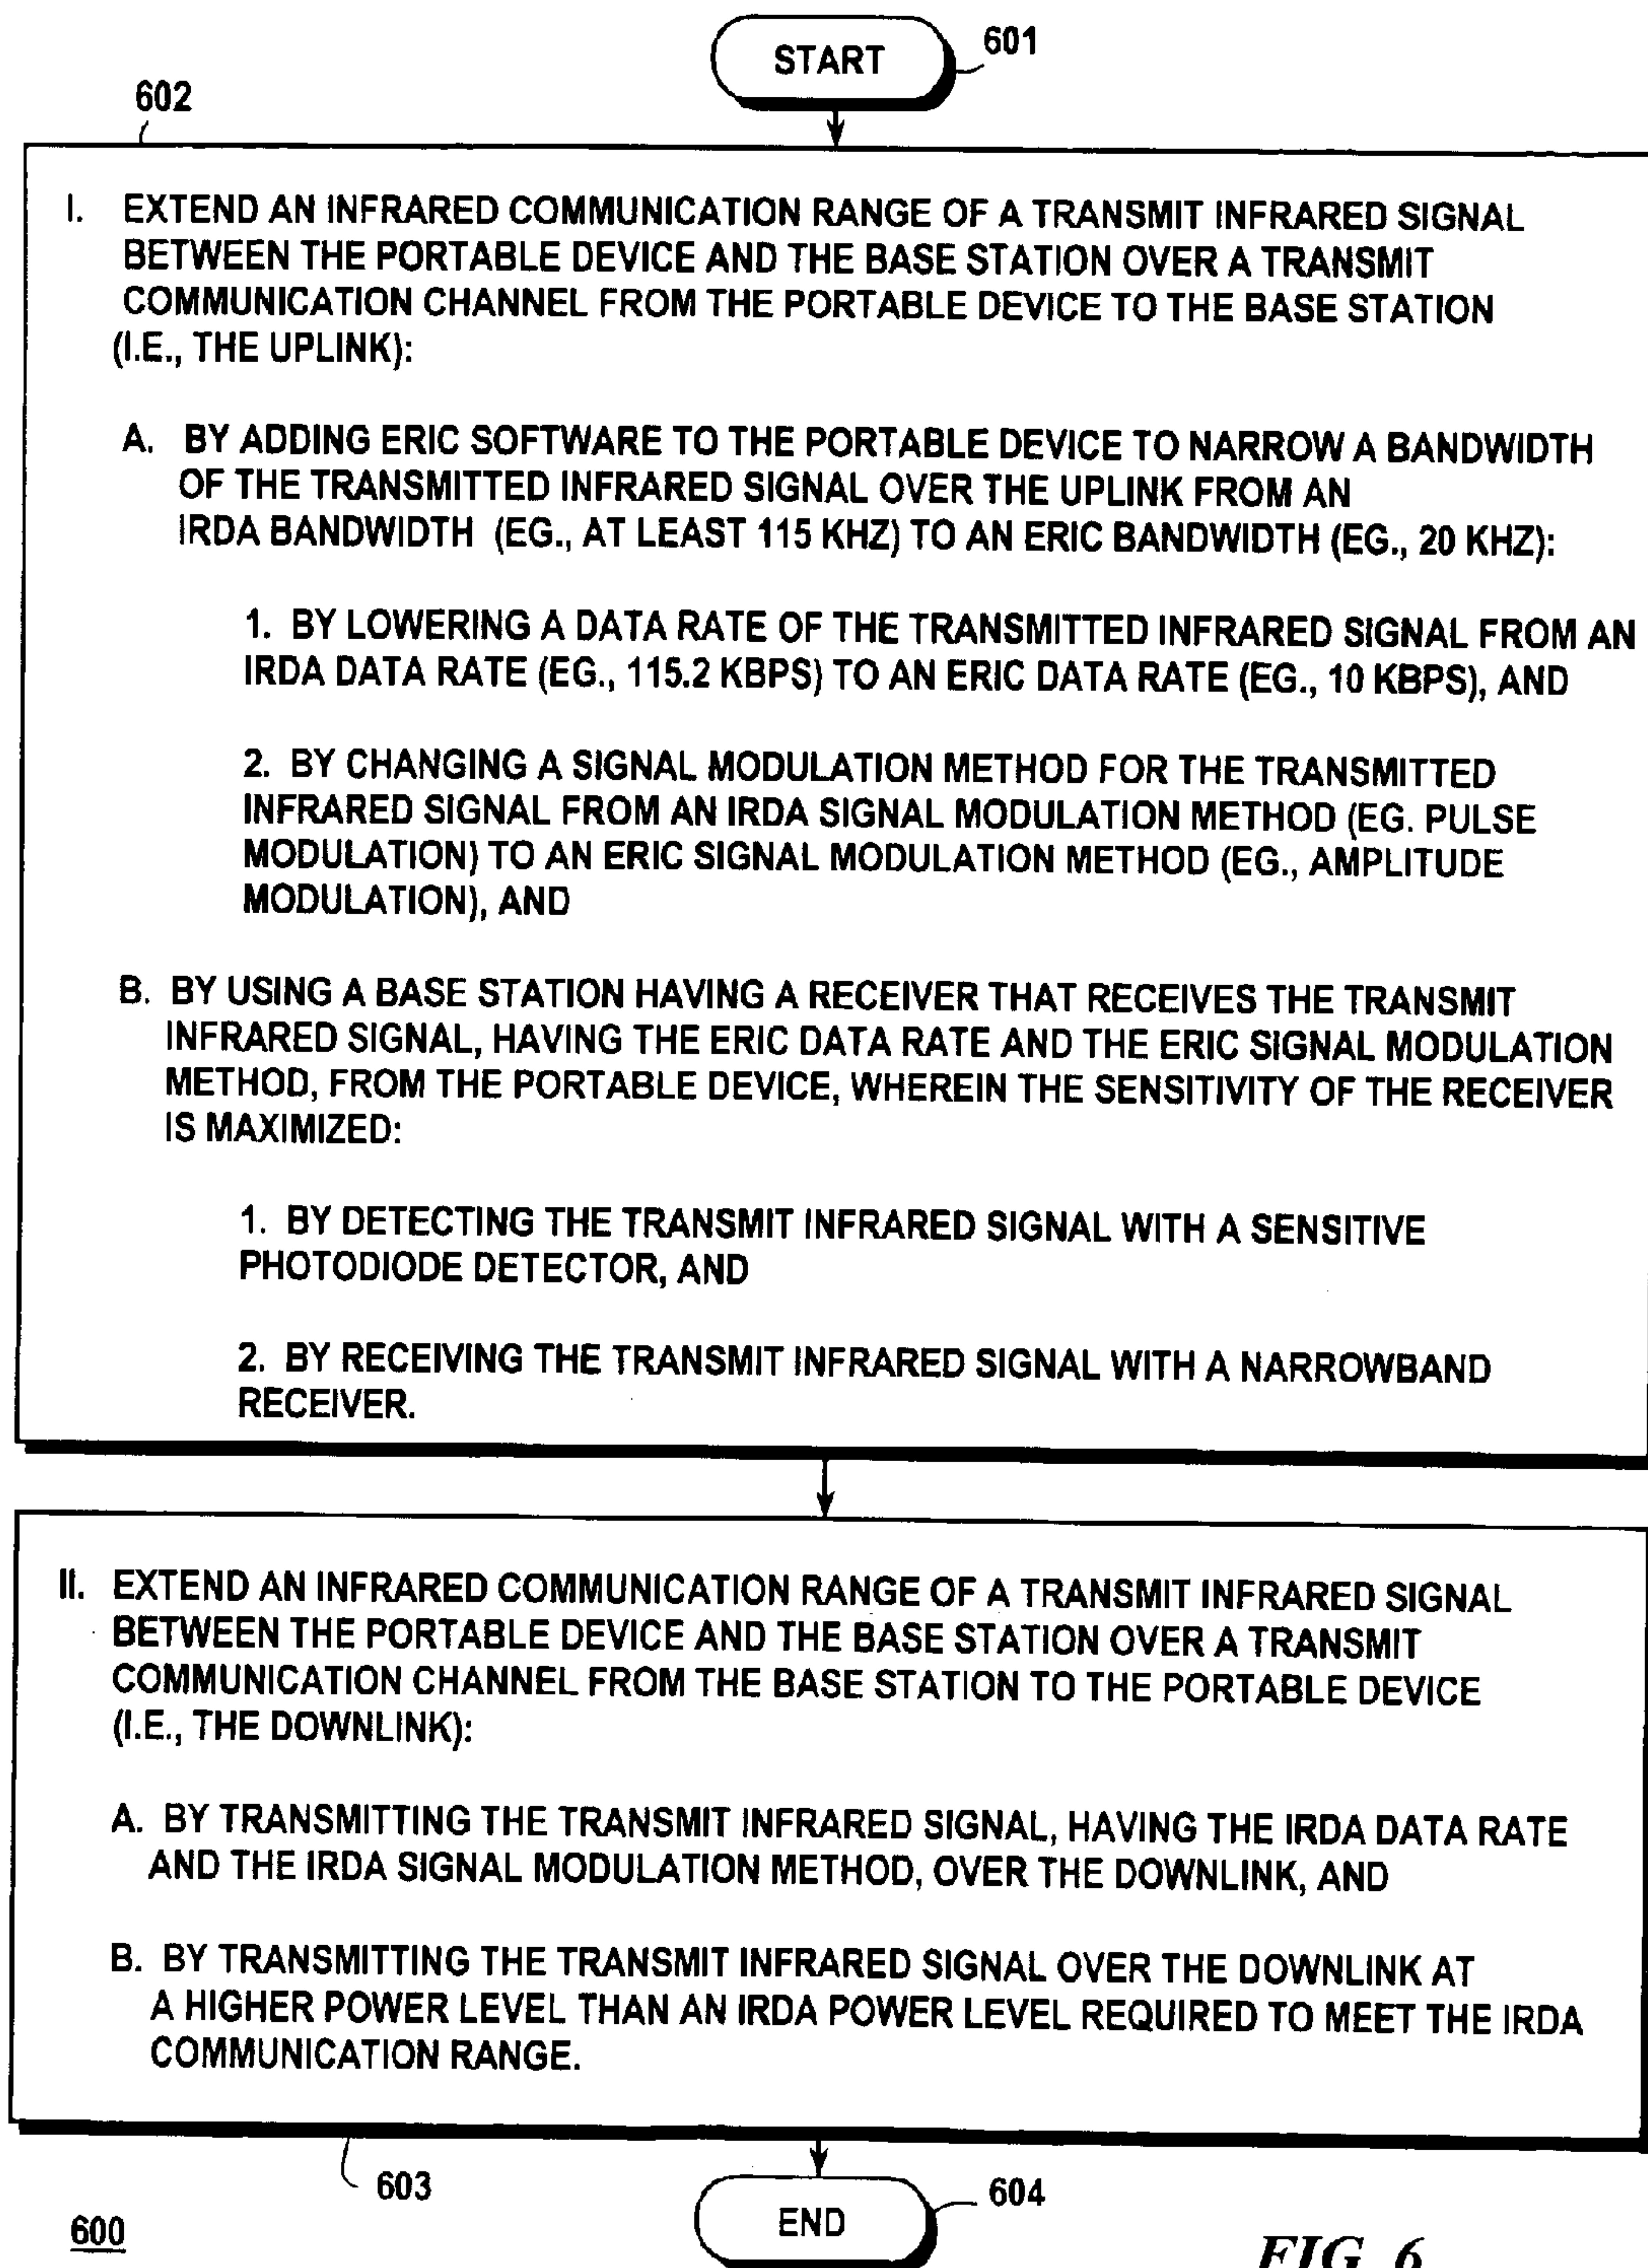 START
601
602
I. EXTEND AN INFRARED COMMUNICATION RANGE OF A TRANSMIT INFRARED SIGNAL
BETWEEN THE PORTABLE DEVICE AND THE BASE STATION OVER A TRANSMIT
COMMUNICATION CHANNEL FROM THE PORTABLE DEVICE TO THE BASE STATION
(I.E., THE UPLINK):
A. BY ADDING ERIC SOFTWARE TO THE PORTABLE DEVICE TO NARROW A BANDWIDTH
OF THE TRANSMITTED INFRARED SIGNAL OVER THE UPLINK FROM AN
IRDA BANDWIDTH (EG., AT LEAST 115 KHZ) TO AN ERIC BANDWIDTH (EG., 20 KHZ):
1. BY LOWERING A DATA RATE OF THE TRANSMITTED INFRARED SIGNAL FROM AN
IRDA DATA RATE (EG., 115.2 KBPS) TO AN ERIC DATA RATE (EG., 10 KBPS), AND
2. BY CHANGING A SIGNAL MODULATION METHOD FOR THE TRANSMITTED
INFRARED SIGNAL FROM AN IRDA SIGNAL MODULATION METHOD (EG. PULSE
MODULATION) TO AN ERIC SIGNAL MODULATION METHOD (EG., AMPLITUDE
MODULATION), AND
B. BY USING A BASE STATION HAVING A RECEIVER THAT RECEIVES THE TRANSMIT
INFRARED SIGNAL, HAVING THE ERIC DATA RATE AND THE ERIC SIGNAL MODULATION
METHOD, FROM THE PORTABLE DEVICE, WHEREIN THE SENSITIVITY OF THE RECEIVER
IS MAXIMIZED:
1. BY DETECTING THE TRANSMIT INFRARED SIGNAL WITH A SENSITIVE
PHOTODIODE DETECTOR, AND
2. BY RECEIVING THE TRANSMIT INFRARED SIGNAL WITH A NARROWBAND
RECEIVER.
II. EXTEND AN INFRARED COMMUNICATION RANGE OF A TRANSMIT INFRARED SIGNAL
BETWEEN THE PORTABLE DEVICE AND THE BASE STATION OVER A TRANSMIT
COMMUNICATION CHANNEL FROM THE BASE STATION TO THE PORTABLE DEVICE
(I.E., THE DOWNLINK):
A. BY TRANSMITTING THE TRANSMIT INFRARED SIGNAL, HAVING THE IRDA DATA RATE
AND THE IRDA SIGNAL MODULATION METHOD, OVER THE DOWNLINK, AND
B. BY TRANSMITTING THE TRANSMIT INFRARED SIGNAL OVER THE DOWNLINK AT
A HIGHER POWER LEVEL THAN AN IRDA POWER LEVEL REQUIRED TO MEET THE IRDA
COMMUNICATION RANGE.
603
END
604
600
FIG. 6